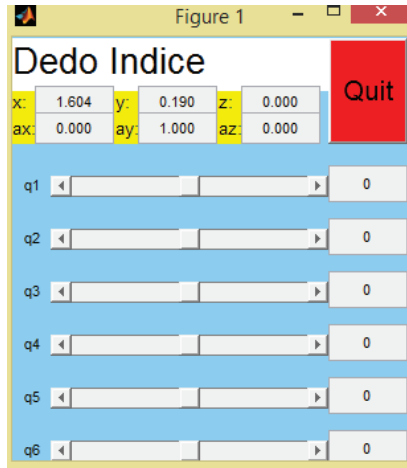 Figure 1
Dedo Indice
Quit
x: 1.604 y: 0.190 z: 0.000
ax: 0.000 ay: 1.000 az: 0.000
q1 0
q2 0
q3 0
q4 0
q5 0
q6 0